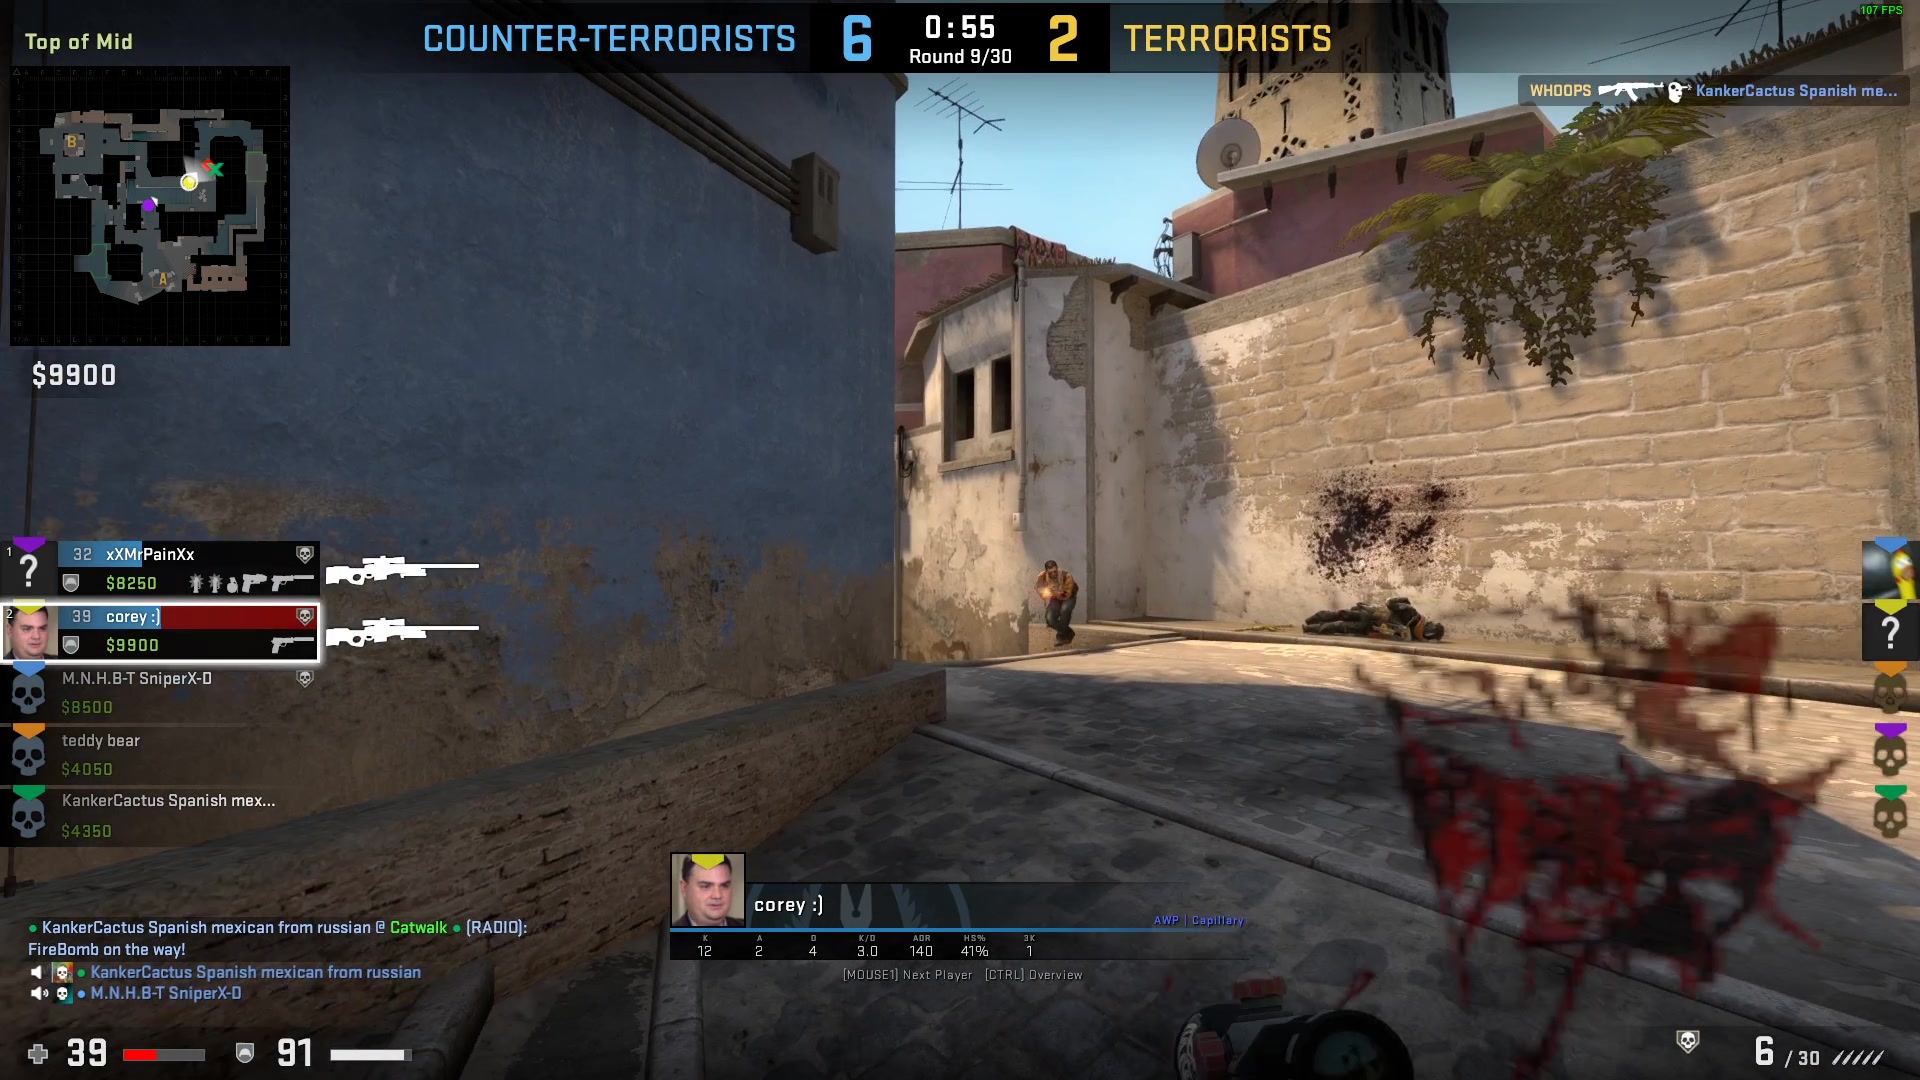 107 FPS
Top of Mid
COUNTER-TERRORISTS 6 0:55 2 TERRORISTS
Round 9/30
WHOOPS KankerCactus Spanish me...
B
A
$9900
1 ? 32 xXMrPainXx
$8250
2 39 corey :)
$9900
?
M.N.H.B-T SniperX-D
$8500
teddy bear
$4050
KankerCactus Spanish mex...
$4350
corey :)
AWP | Capillary
K A D K/D ADR HS% 3K
12 2 4 3.0 140 41% 1
[MOUSE1] Next Player [CTRL] Overview
• KankerCactus Spanish mexican from russian @ Catwalk • (RADIO):
FireBomb on the way!
KankerCactus Spanish mexican from russian
M.N.H.B-T SniperX-D
39 91 6 / 30